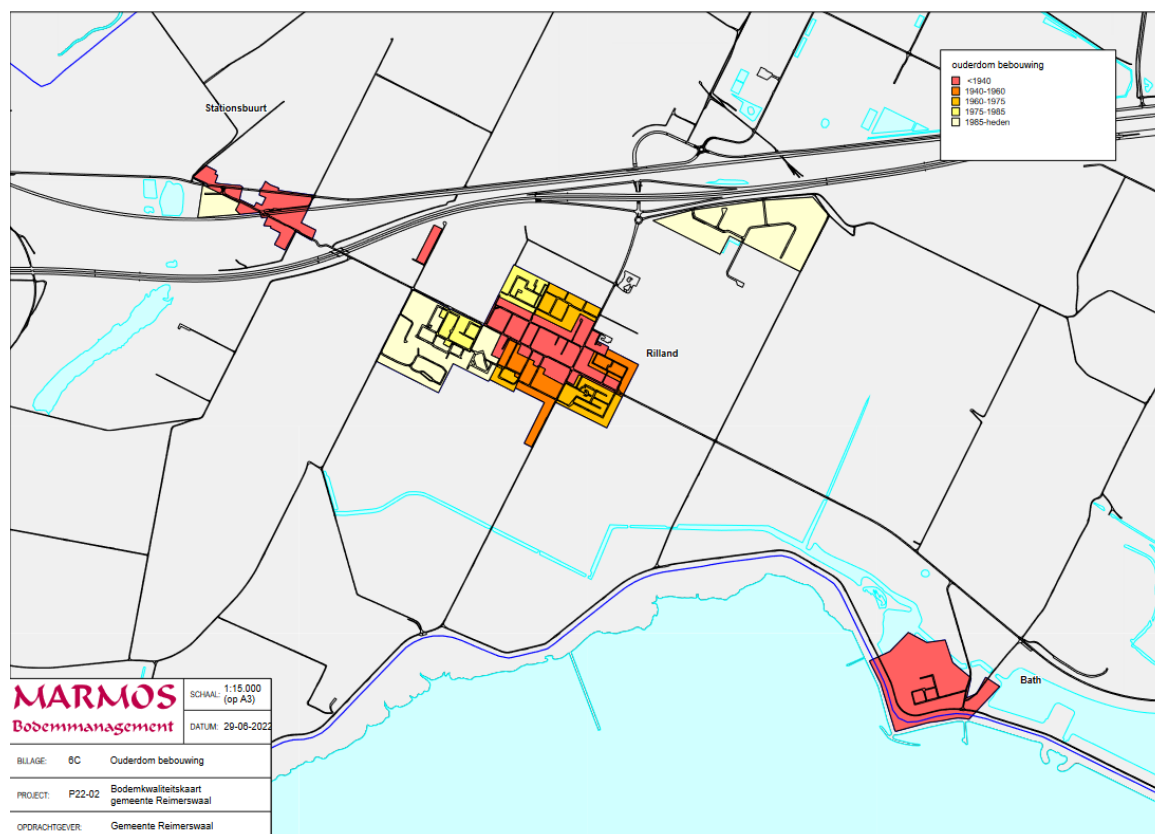 ouderdom bebouwing
<1940
1940-1960
1960-1975
1975-1985
1985-heden
Stationsbuurt
Rilland
Bath
MARMOS
Bodemmanagement
SCHAAL: 1:15.000
(op A3)
DATUM: 29-06-2022
BIJLAGE: 6C Ouderdom bebouwing
PROJECT: P22-02 Bodemkwaliteitskaart
gemeente Reimerswaal
OPDRACHTGEVER: Gemeente Reimerswaal